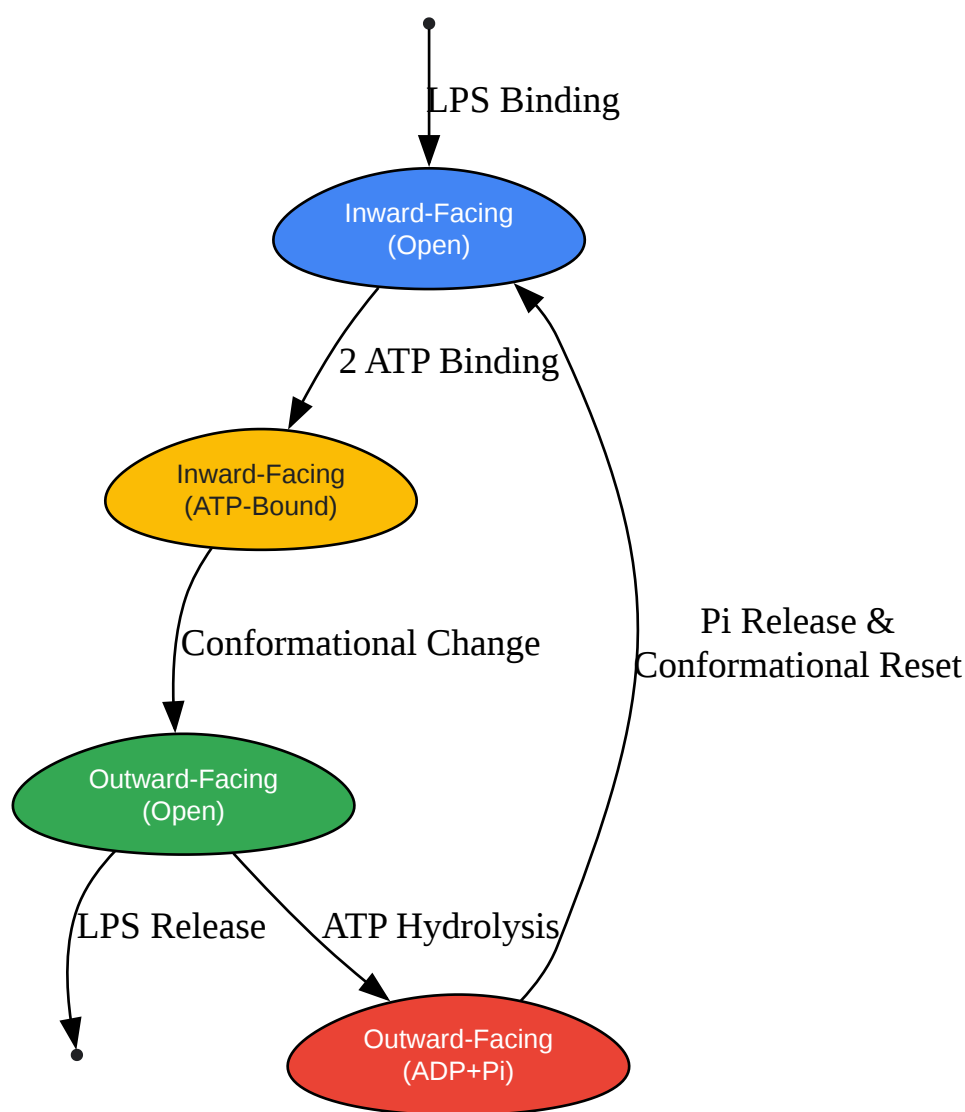 LPS Binding
Inward-Facing
(Open)
2 ATP Binding
Inward-Facing
(ATP-Bound)
Conformational Change
Pi Release &
Conformational Reset
Outward-Facing
(Open)
LPS Release
ATP Hydrolysis
Outward-Facing
(ADP+Pi)